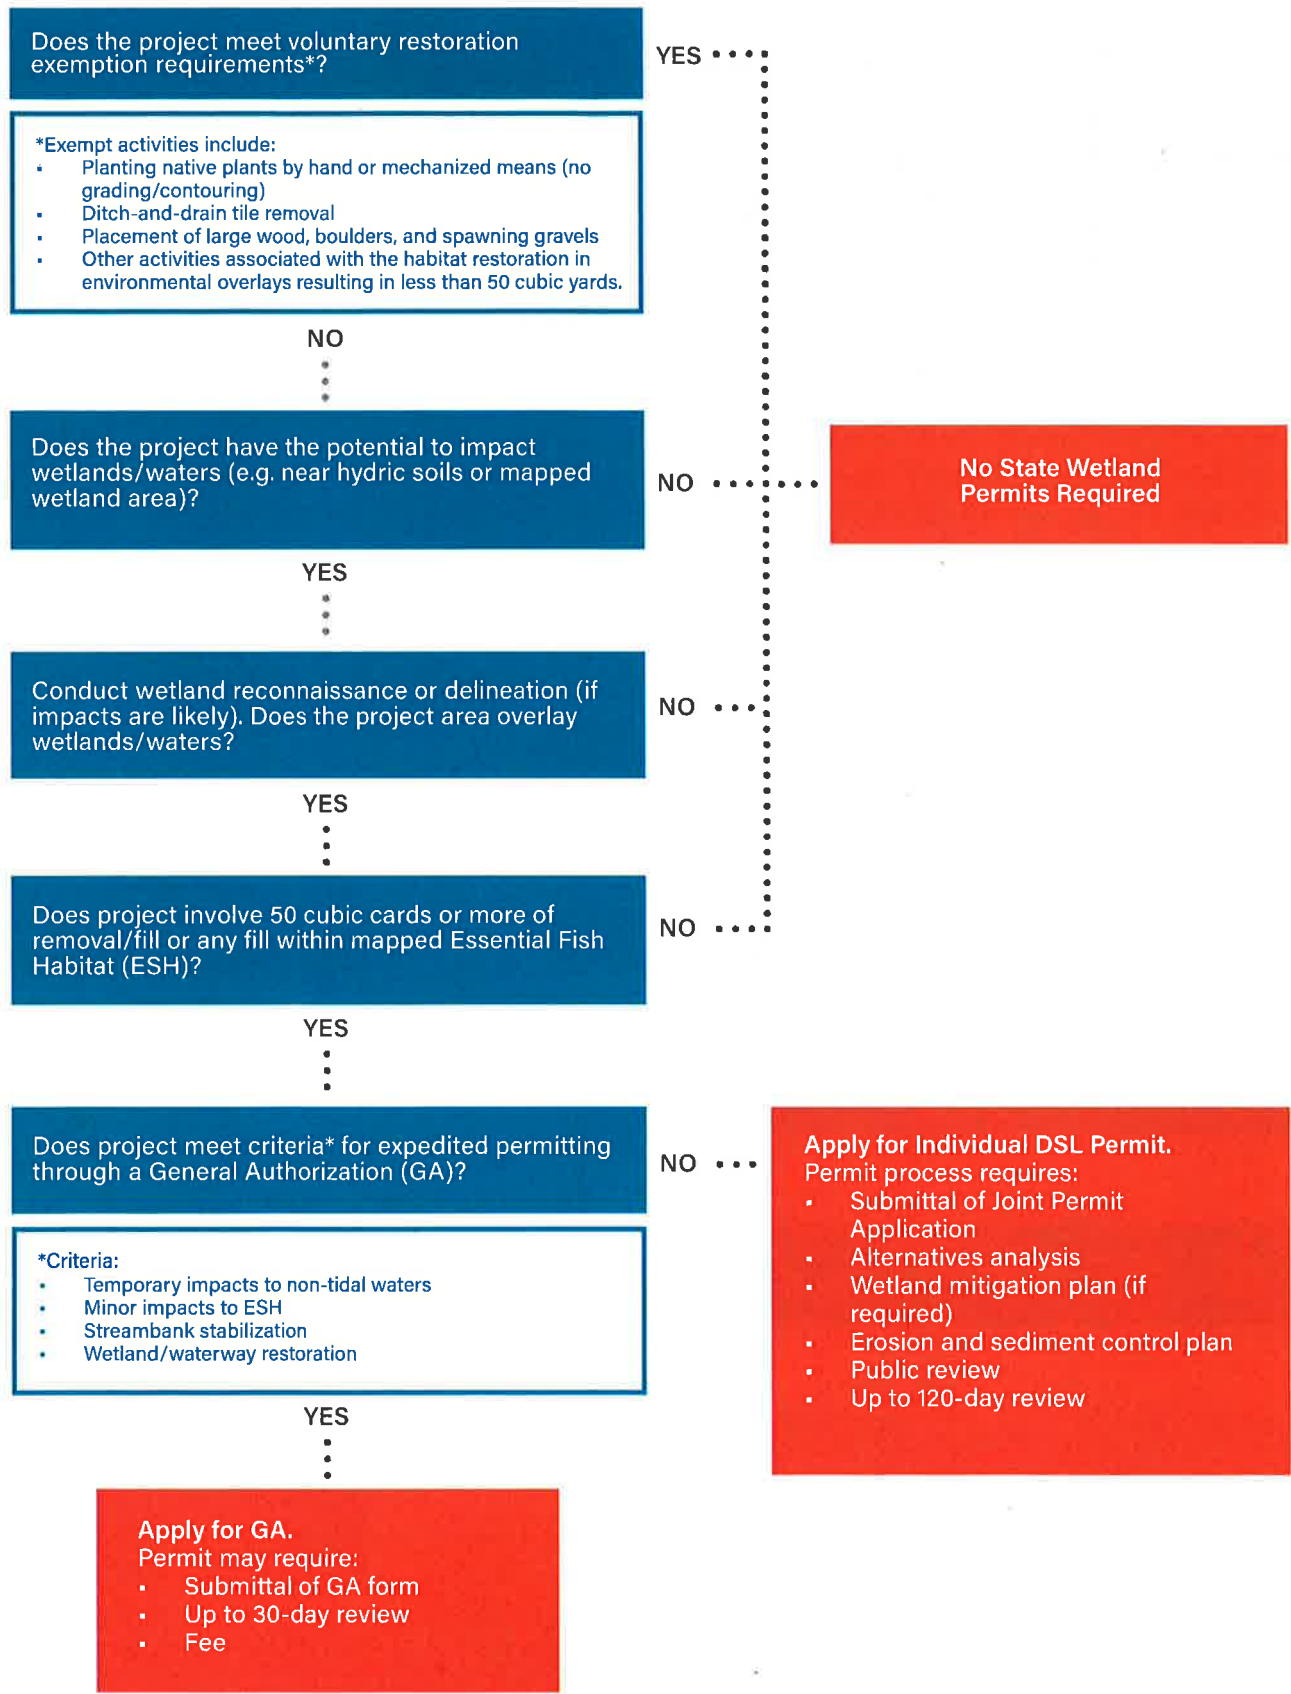 Does the project meet voluntary restoration
exemption requirements*?
YES
*Exempt activities include:
▪ Planting native plants by hand or mechanized means (no
grading/contouring)
▪ Ditch-and-drain tile removal
▪ Placement of large wood, boulders, and spawning gravels
▪ Other activities associated with the habitat restoration in
environmental overlays resulting in less than 50 cubic yards.
NO
Does the project have the potential to impact
wetlands/waters (e.g. near hydric soils or mapped
wetland area)?
NO
No State Wetland
Permits Required
YES
Conduct wetland reconnaissance or delineation (if
impacts are likely). Does the project area overlay
wetlands/waters?
NO
YES
Does project involve 50 cubic cards or more of
removal/fill or any fill within mapped Essential Fish
Habitat (ESH)?
NO
YES
Does project meet criteria* for expedited permitting
through a General Authorization (GA)?
NO
*Criteria:
▪ Temporary impacts to non-tidal waters
▪ Minor impacts to ESH
▪ Streambank stabilization
▪ Wetland/waterway restoration
Apply for Individual DSL Permit.
Permit process requires:
▪ Submittal of Joint Permit
Application
▪ Alternatives analysis
▪ Wetland mitigation plan (if
required)
▪ Erosion and sediment control plan
▪ Public review
▪ Up to 120-day review
YES
Apply for GA.
Permit may require:
▪ Submittal of GA form
▪ Up to 30-day review
▪ Fee